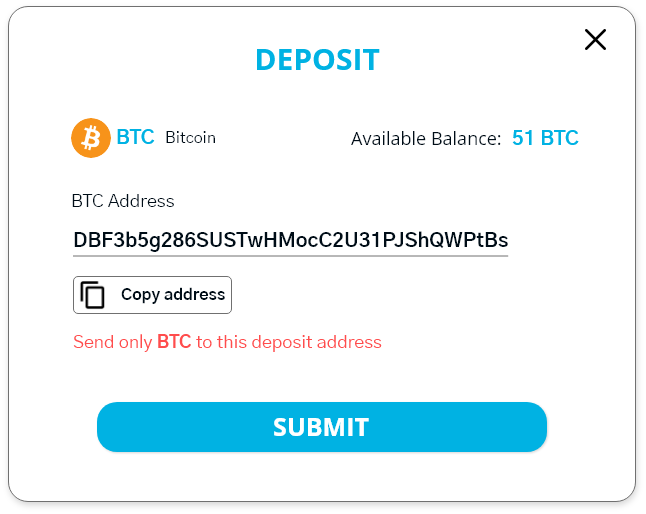 DEPOSIT
BTC Bitcoin Available Balance: 51 BTC
BTC Address
DBF3b5g286SUSTwHMocC2U31PJShQWPtBs
Copy address
Send only BTC to this deposit address
SUBMIT